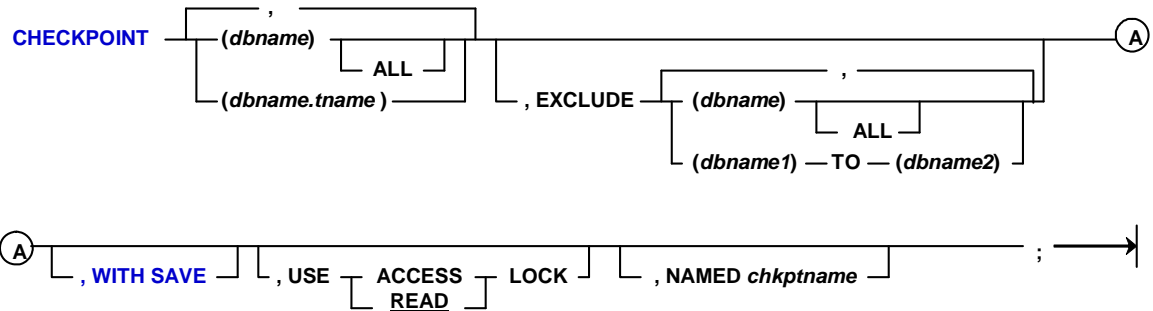 ,
CHECKPOINT (dbname) A
ALL ,
(dbname.tname ) , EXCLUDE (dbname)
ALL
(dbname1) TO (dbname2)
A
, WITH SAVE , USE ACCESS LOCK , NAMED chkptname ;
READ